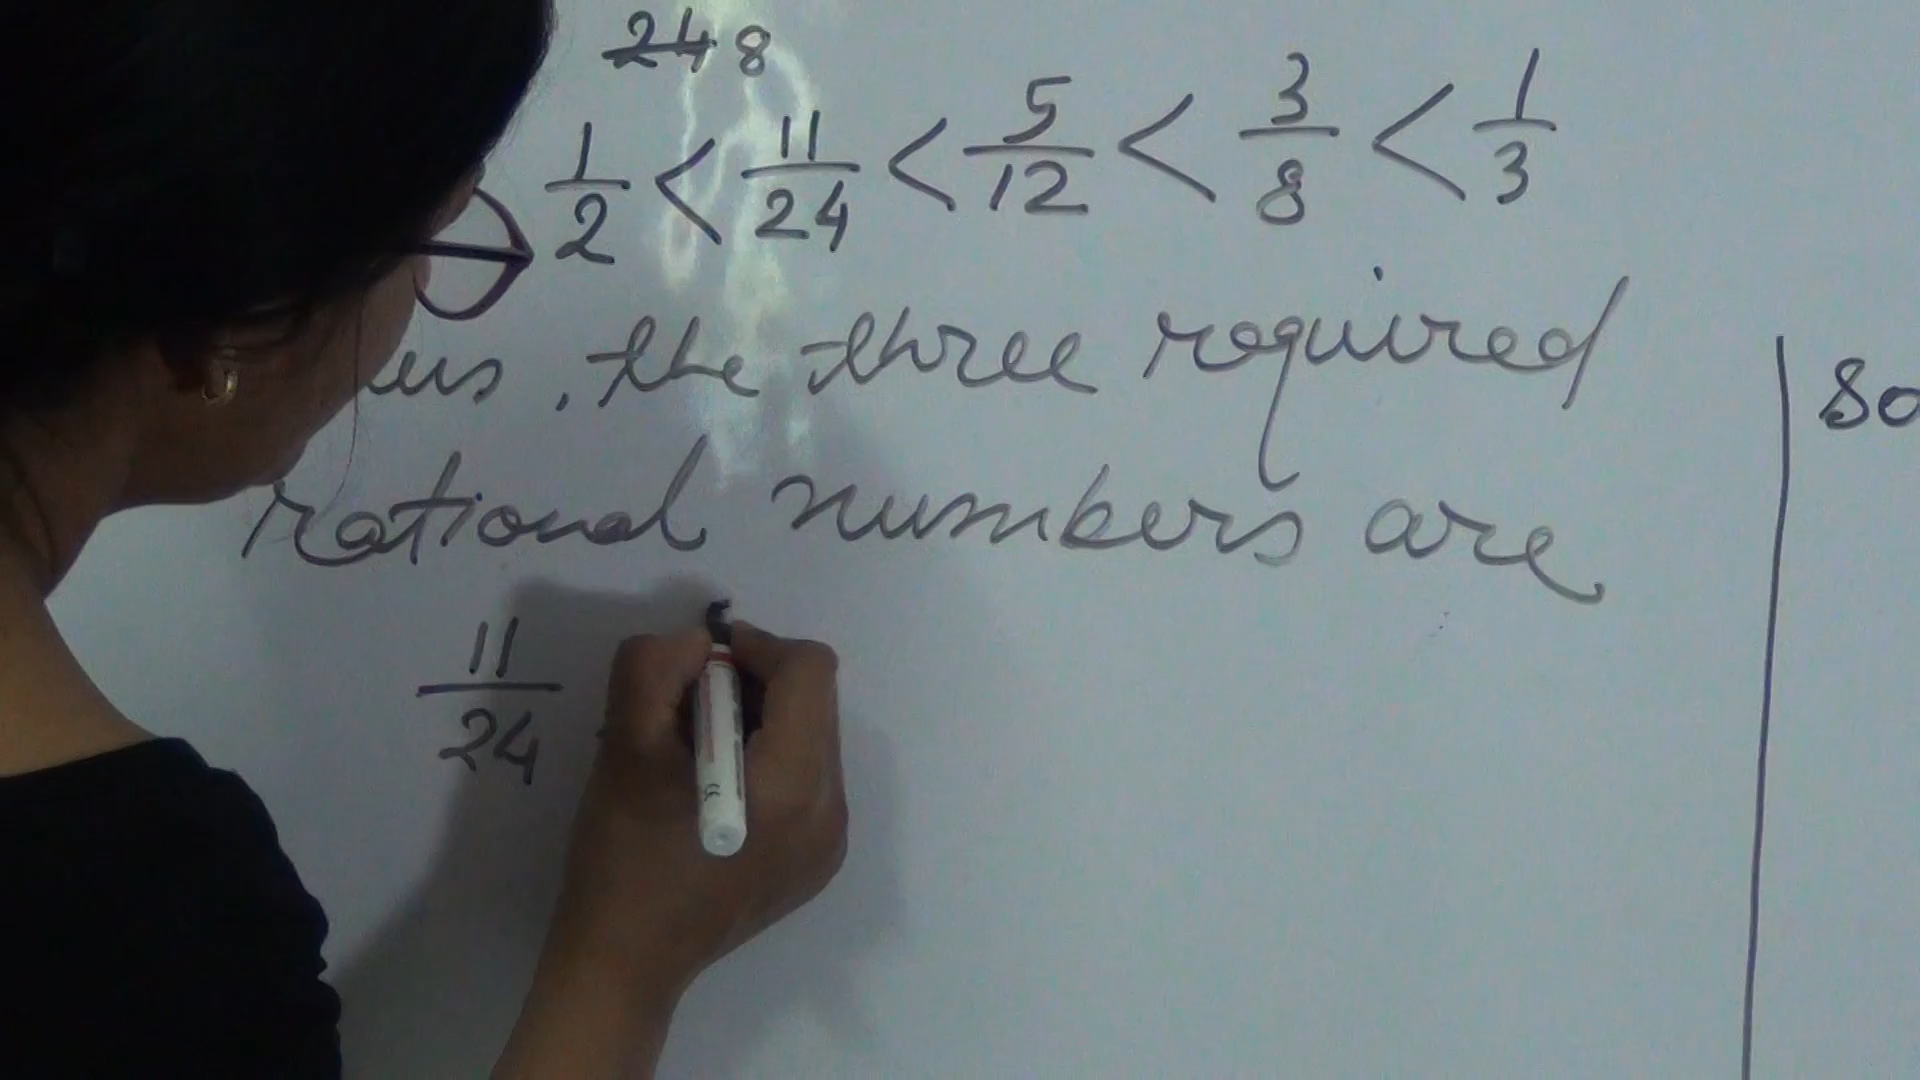 24 8
1/2 < 11/24 < 5/12 < 3/8 < 1/3
, the three required
rational numbers are
11/24
So